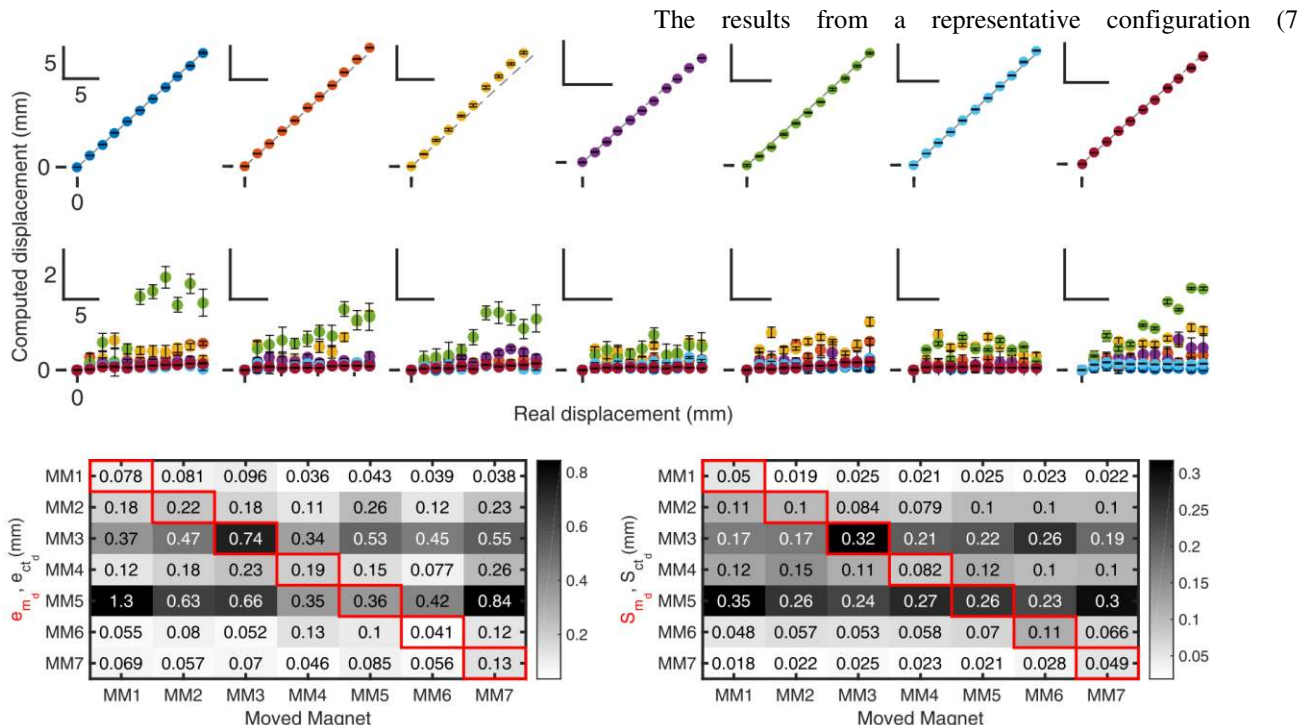 The results from a representative configuration (7
5
5
0
0
Computed displacement (mm)
2
5
0
0
Real displacement (mm)
e_m_d , e_ct_d (mm)
MM1 0.078 0.081 0.096 0.036 0.043 0.039 0.038
MM2 0.18 0.22 0.18 0.11 0.26 0.12 0.23
MM3 0.37 0.47 0.74 0.34 0.53 0.45 0.55
MM4 0.12 0.18 0.23 0.19 0.15 0.077 0.26
MM5 1.3 0.63 0.66 0.35 0.36 0.42 0.84
MM6 0.055 0.08 0.052 0.13 0.1 0.041 0.12
MM7 0.069 0.057 0.07 0.046 0.085 0.056 0.13
MM1 MM2 MM3 MM4 MM5 MM6 MM7
Moved Magnet
0.8
0.6
0.4
0.2
S_m_d , S_ct_d (mm)
MM1 0.05 0.019 0.025 0.021 0.025 0.023 0.022
MM2 0.11 0.1 0.084 0.079 0.1 0.1 0.1
MM3 0.17 0.17 0.32 0.21 0.22 0.26 0.19
MM4 0.12 0.15 0.11 0.082 0.12 0.1 0.1
MM5 0.35 0.26 0.24 0.27 0.26 0.23 0.3
MM6 0.048 0.057 0.053 0.058 0.07 0.11 0.066
MM7 0.018 0.022 0.025 0.023 0.021 0.028 0.049
MM1 MM2 MM3 MM4 MM5 MM6 MM7
Moved Magnet
0.3
0.25
0.2
0.15
0.1
0.05